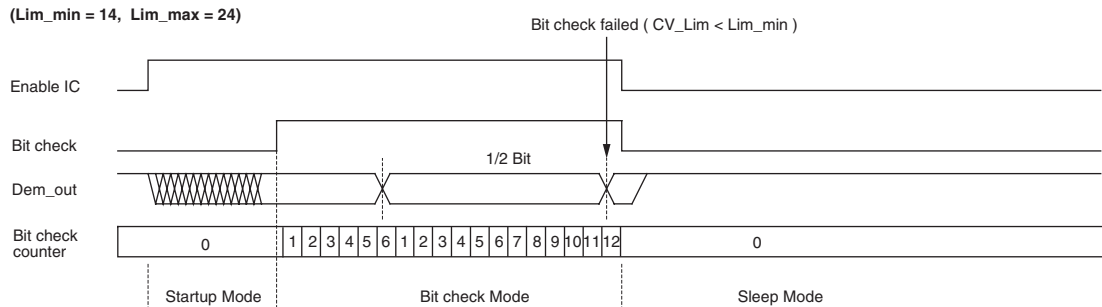 (Lim_min = 14, Lim_max = 24)
Bit check failed ( CV_Lim < Lim_min )
Enable IC
Bit check
1/2 Bit
Dem_out
Bit check counter
0 1 2 3 4 5 6 1 2 3 4 5 6 7 8 9 10 11 12 0
Startup Mode Bit check Mode Sleep Mode